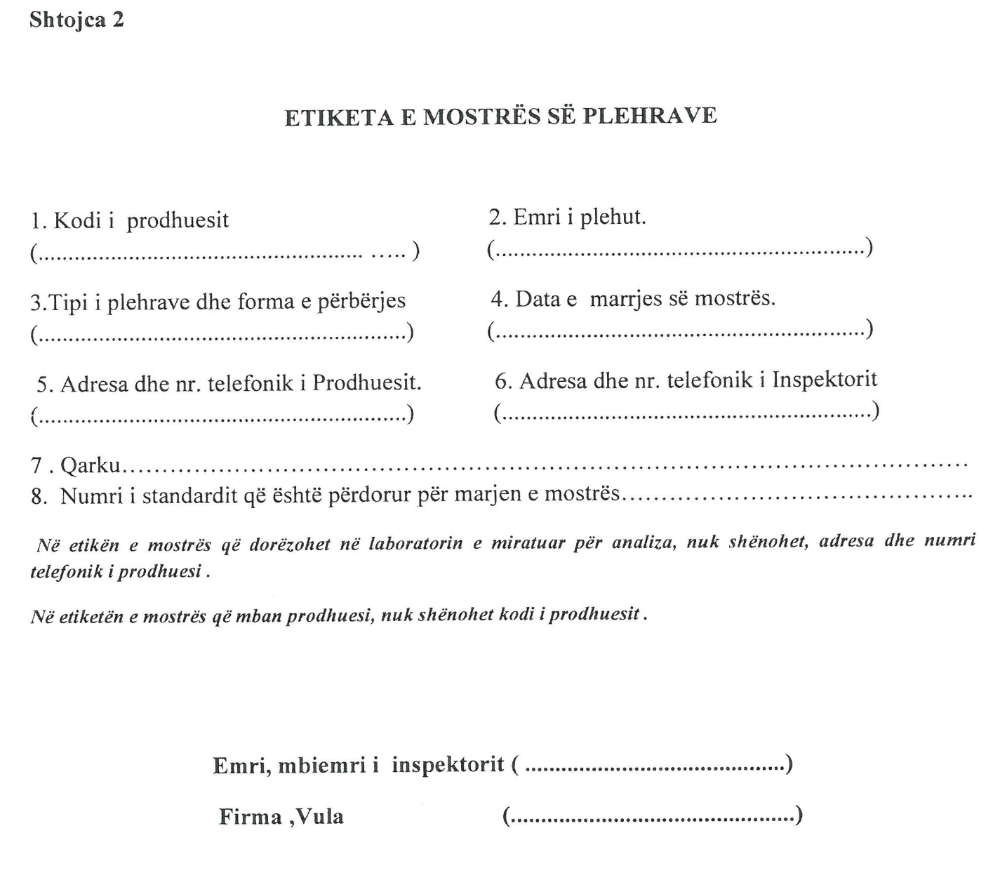 Shtojca 2
ETIKETA E MOSTRËS SË PLEHRAVE
1. Kodi i prodhuesit
2. Emri i plehut.
(...................................................... ..... )
(............................................................)
3.Tipi i plehrave dhe forma e përbërjes
4. Data e marrjes së mostrës.
(............................................................)
(............................................................)
5. Adresa dhe nr. telefonik i Prodhuesit.
6. Adresa dhe nr. telefonik i Inspektorit
(............................................................)
(............................................................)
7 . Qarku...............................................................................................................
8. Numri i standardit që është përdorur për marjen e mostrës............................................
Në etikën e mostrës që dorëzohet në laboratorin e miratuar për analiza, nuk shënohet, adresa dhe numri
telefonik i prodhuesi .
Në etiketën e mostrës që mban prodhuesi, nuk shënohet kodi i prodhuesit .
Emri, mbiemri i inspektorit ( ..........................................)
Firma ,Vula (..............................................)